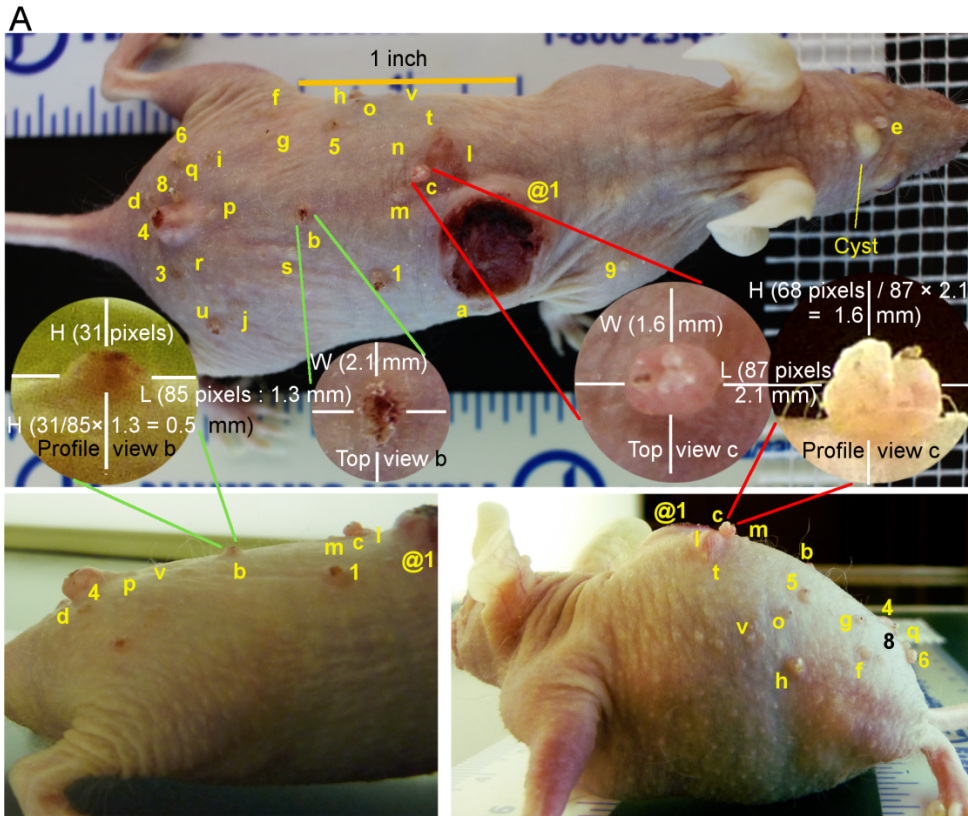 A
1-800-234-
1 inch
f
h
o
v
t
6
g
5
n
l
e
8
q
i
c
@1
d
p
m
Cyst
4
b
3
r
s
1
9
u
j
a
H (31 pixels)
L (85 pixels : 1.3 mm)
H (31/85× 1.3 = 0.5 mm)
Profile view b
W (2.1 mm)
Top view b
W (1.6 mm)
Top view c
H (68 pixels / 87 × 2.1
= 1.6 mm)
L (87 pixels
2.1 mm)
Profile view c
m c l
@1
4 p v b 1
d
@1 c m
l
t
b
5
v o g 4
8 q
h f 6